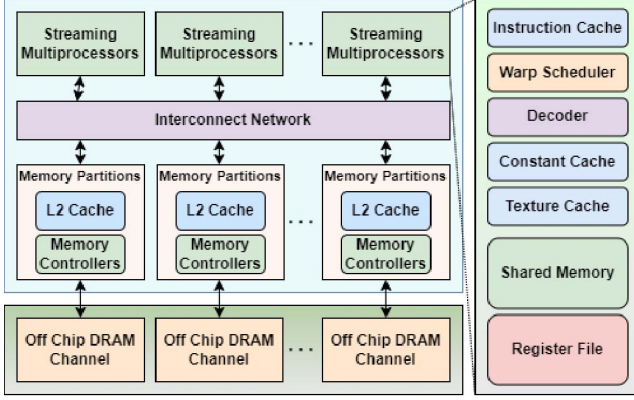 Streaming
Multiprocessors
Streaming
Multiprocessors
. . .
Streaming
Multiprocessors
Interconnect Network
Memory Partitions
L2 Cache
Memory
Controllers
Memory Partitions
L2 Cache
Memory
Controllers
. . .
Memory Partitions
L2 Cache
Memory
Controllers
Off Chip DRAM
Channel
Off Chip DRAM
Channel
. . .
Off Chip DRAM
Channel
Instruction Cache
Warp Scheduler
Decoder
Constant Cache
Texture Cache
Shared Memory
Register File